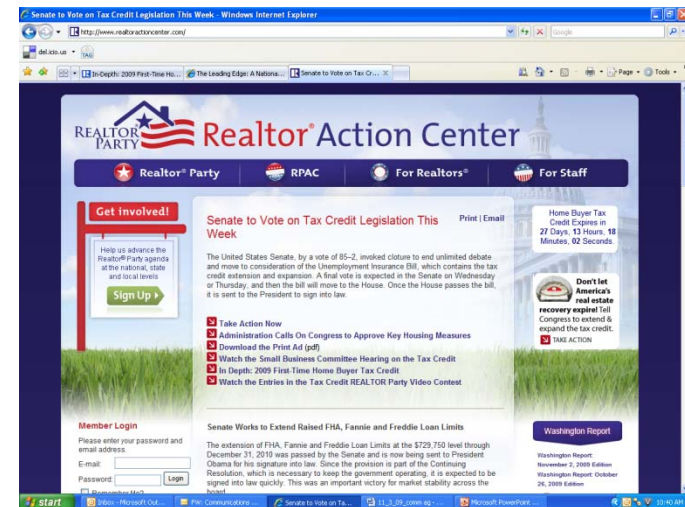 Senate to Vote on Tax Credit Legislation This Week - Windows Internet Explorer
http://www.realtoractioncenter.com/
Google
del.icio.us
TAG
In-Depth: 2009 First-Time Ho...
The Leading Edge: A Nationa...
Senate to Vote on Tax Cr...
Page
Tools
REALTOR PARTY
Realtor® Action Center
Realtor® Party
RPAC
For Realtors®
For Staff
Get involved!
Help us advance the
Realtor® Party agenda
at the national, state
and local levels
Sign Up
Senate to Vote on Tax Credit Legislation This
Week
Print | Email
The United States Senate, by a vote of 85–2, invoked cloture to end unlimited debate
and move to consideration of the Unemployment Insurance Bill, which contains the tax
credit extension and expansion. A final vote is expected in the Senate on Wednesday
or Thursday, and then the bill will move to the House. Once the House passes the bill,
it is sent to the President to sign into law.
Take Action Now
Administration Calls On Congress to Approve Key Housing Measures
Download the Print Ad (pdf)
Watch the Small Business Committee Hearing on the Tax Credit
In Depth: 2009 First-Time Home Buyer Tax Credit
Watch the Entries in the Tax Credit REALTOR Party Video Contest
Senate Works to Extend Raised FHA, Fannie and Freddie Loan Limits
The extension of FHA, Fannie and Freddie Loan Limits at the $729,750 level through
December 31, 2010 was passed by the Senate and is now being sent to President
Obama for his signature into law. Since the provision is part of the Continuing
Resolution, which is necessary to keep the government operating, it is expected to be
signed into law quickly. This was an important victory for market stability across the
board.
Home Buyer Tax
Credit Expires in
27 Days, 13 Hours, 18
Minutes, 02 Seconds.
Don't let
America's
real estate
recovery expire! Tell
Congress to extend &
expand the tax credit.
TAKE ACTION
Washington Report
Washington Report:
November 2, 2009 Edition
Washington Report: October
26, 2009 Edition
Member Login
Please enter your password and
email address.
E-mail:
Password:
Login
Remember Me?
start
Inbox - Microsoft Out...
FW: Communications ...
Senate to Vote on Ta...
11_3_09_comm ag - ...
Microsoft PowerPoint ...
10:40 AM